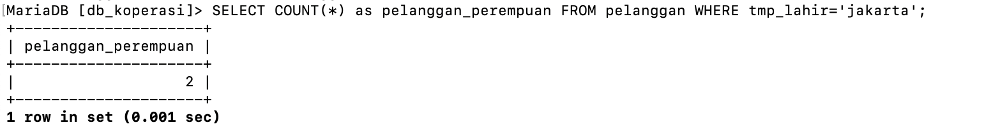 [MariaDB [db_koperasi]> SELECT COUNT(*) as pelanggan_perempuan FROM pelanggan WHERE tmp_lahir='jakarta';
+---------------------+
| pelanggan_perempuan |
+---------------------+
|                   2 |
+---------------------+
1 row in set (0.001 sec)